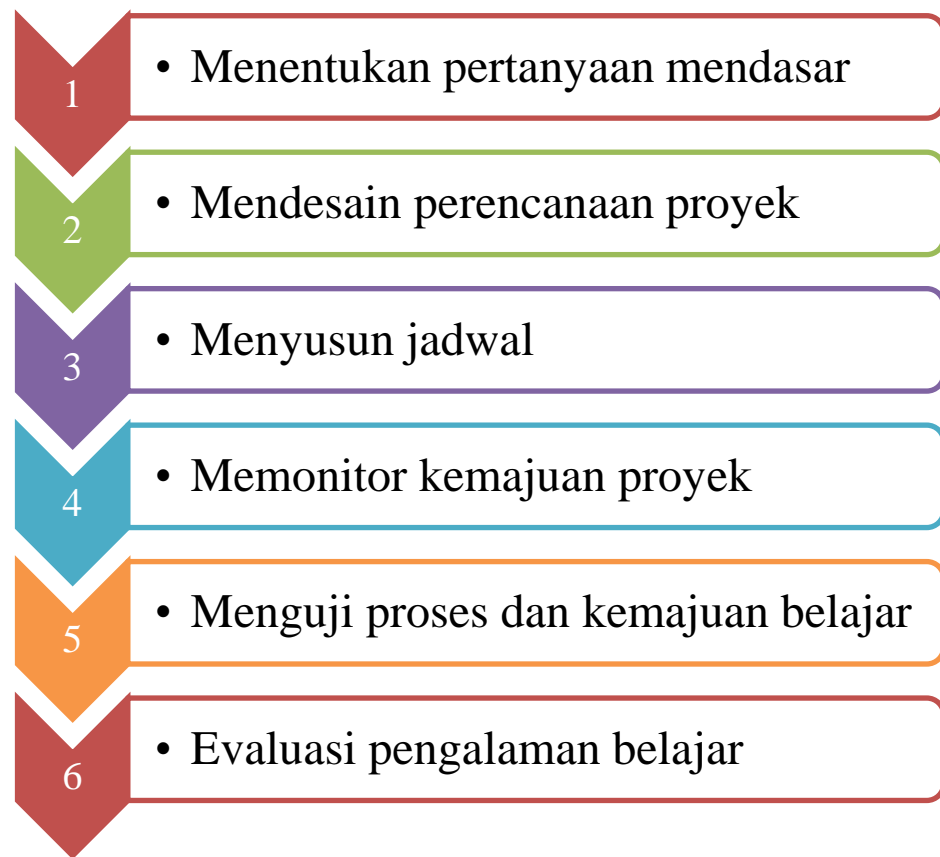 1
• Menentukan pertanyaan mendasar
2
• Mendesain perencanaan proyek
3
• Menyusun jadwal
4
• Memonitor kemajuan proyek
5
• Menguji proses dan kemajuan belajar
6
• Evaluasi pengalaman belajar